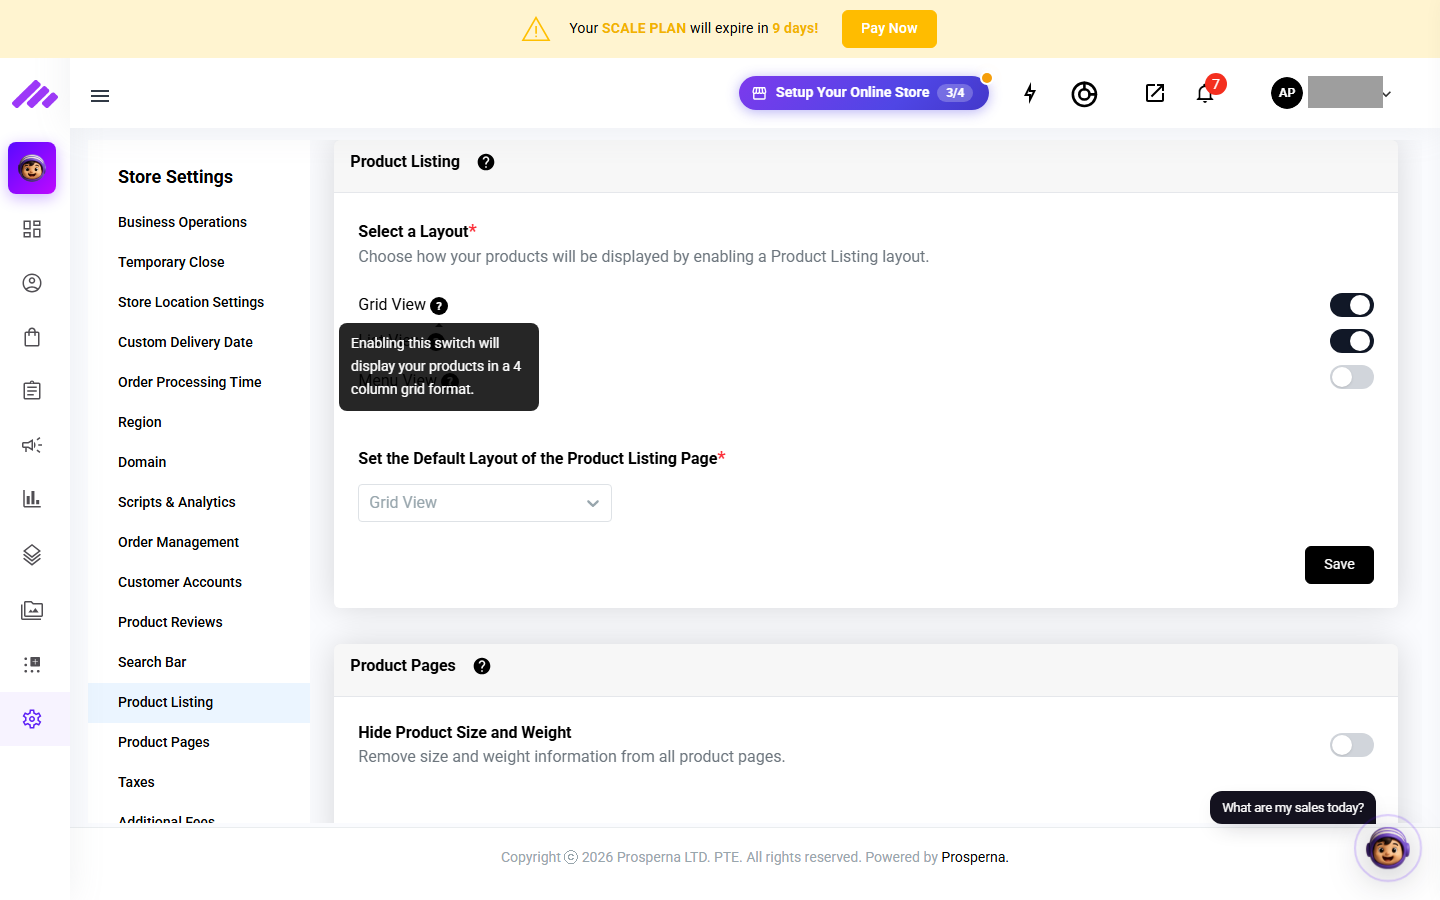 Your SCALE PLAN will expire in 9 days!
Pay Now
Setup Your Online Store 3/4
7
AP
Store Settings
Business Operations
Temporary Close
Store Location Settings
Custom Delivery Date
Order Processing Time
Region
Domain
Scripts & Analytics
Order Management
Customer Accounts
Product Reviews
Search Bar
Product Listing
Product Pages
Taxes
Additional Fees
Product Listing ?
Select a Layout*
Choose how your products will be displayed by enabling a Product Listing layout.
Grid View ?
Enabling this switch will
display your products in a 4
column grid format.
Menu View ?
Set the Default Layout of the Product Listing Page*
Grid View
Save
Product Pages ?
Hide Product Size and Weight
Remove size and weight information from all product pages.
What are my sales today?
Copyright © 2026 Prosperna LTD. PTE. All rights reserved. Powered by Prosperna.